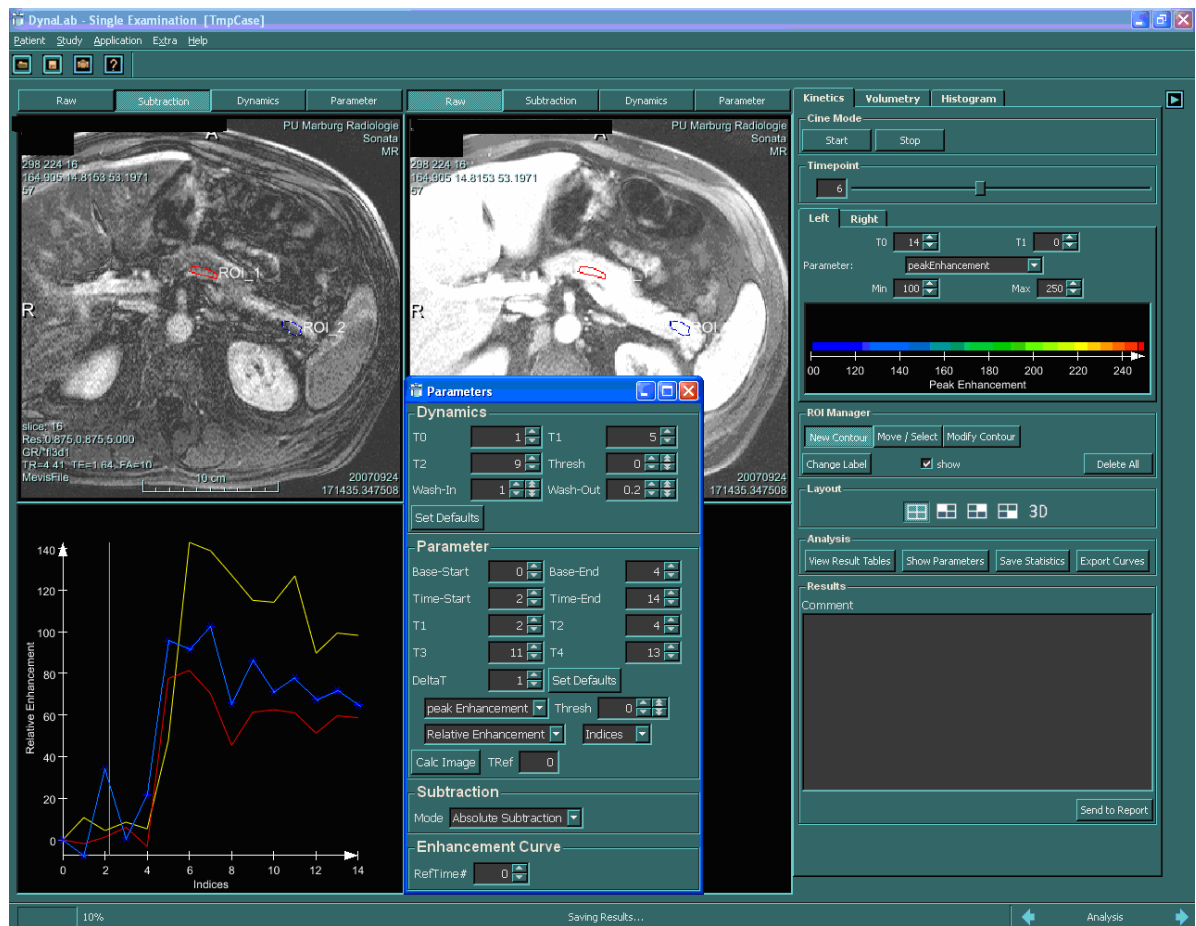 DynaLab - Single Examination [TmpCase]
Patient Study Application Extra Help
Raw Subtraction Dynamics Parameter
A
PU Marburg Radiologie
Sonata
MR
298 224 16
164.905 14.8153 53.1971
57
ROI_1
R
ROI_2
slice: 16
Res:0.875,0.875,5.000
GR/*fl3d1
TR=4.41, TE=1.64, FA=10
MevisFile
10 cm
20070924
171435.347508
Raw Subtraction Dynamics Parameter
A
PU Marburg Radiologie
Sonata
MR
298 224 16
164.905 14.8153 53.1971
57
R
20070924
171435.347508
140
120
100
80
60
40
20
0
Relative Enhancement
0 2 4 6 8 10 12 14
Indices
Parameters
Dynamics
T0 1 T1 5
T2 9 Thresh 0
Wash-In 1 Wash-Out 0.2
Set Defaults
Parameter
Base-Start 0 Base-End 4
Time-Start 2 Time-End 14
T1 2 T2 4
T3 11 T4 13
DeltaT 1 Set Defaults
peak Enhancement Thresh 0
Relative Enhancement Indices
Calc Image TRef 0
Subtraction
Mode Absolute Subtraction
Enhancement Curve
RefTime# 0
Kinetics Volumetry Histogram
Cine Mode
Start Stop
Timepoint
6
Left Right
T0 14 T1 0
Parameter: peakEnhancement
Min 100 Max 250
00 120 140 160 180 200 220 240
Peak Enhancement
ROI Manager
New Contour Move / Select Modify Contour
Change Label show Delete All
Layout
3D
Analysis
View Result Tables Show Parameters Save Statistics Export Curves
Results
Comment
Send to Report
10% Saving Results... Analysis